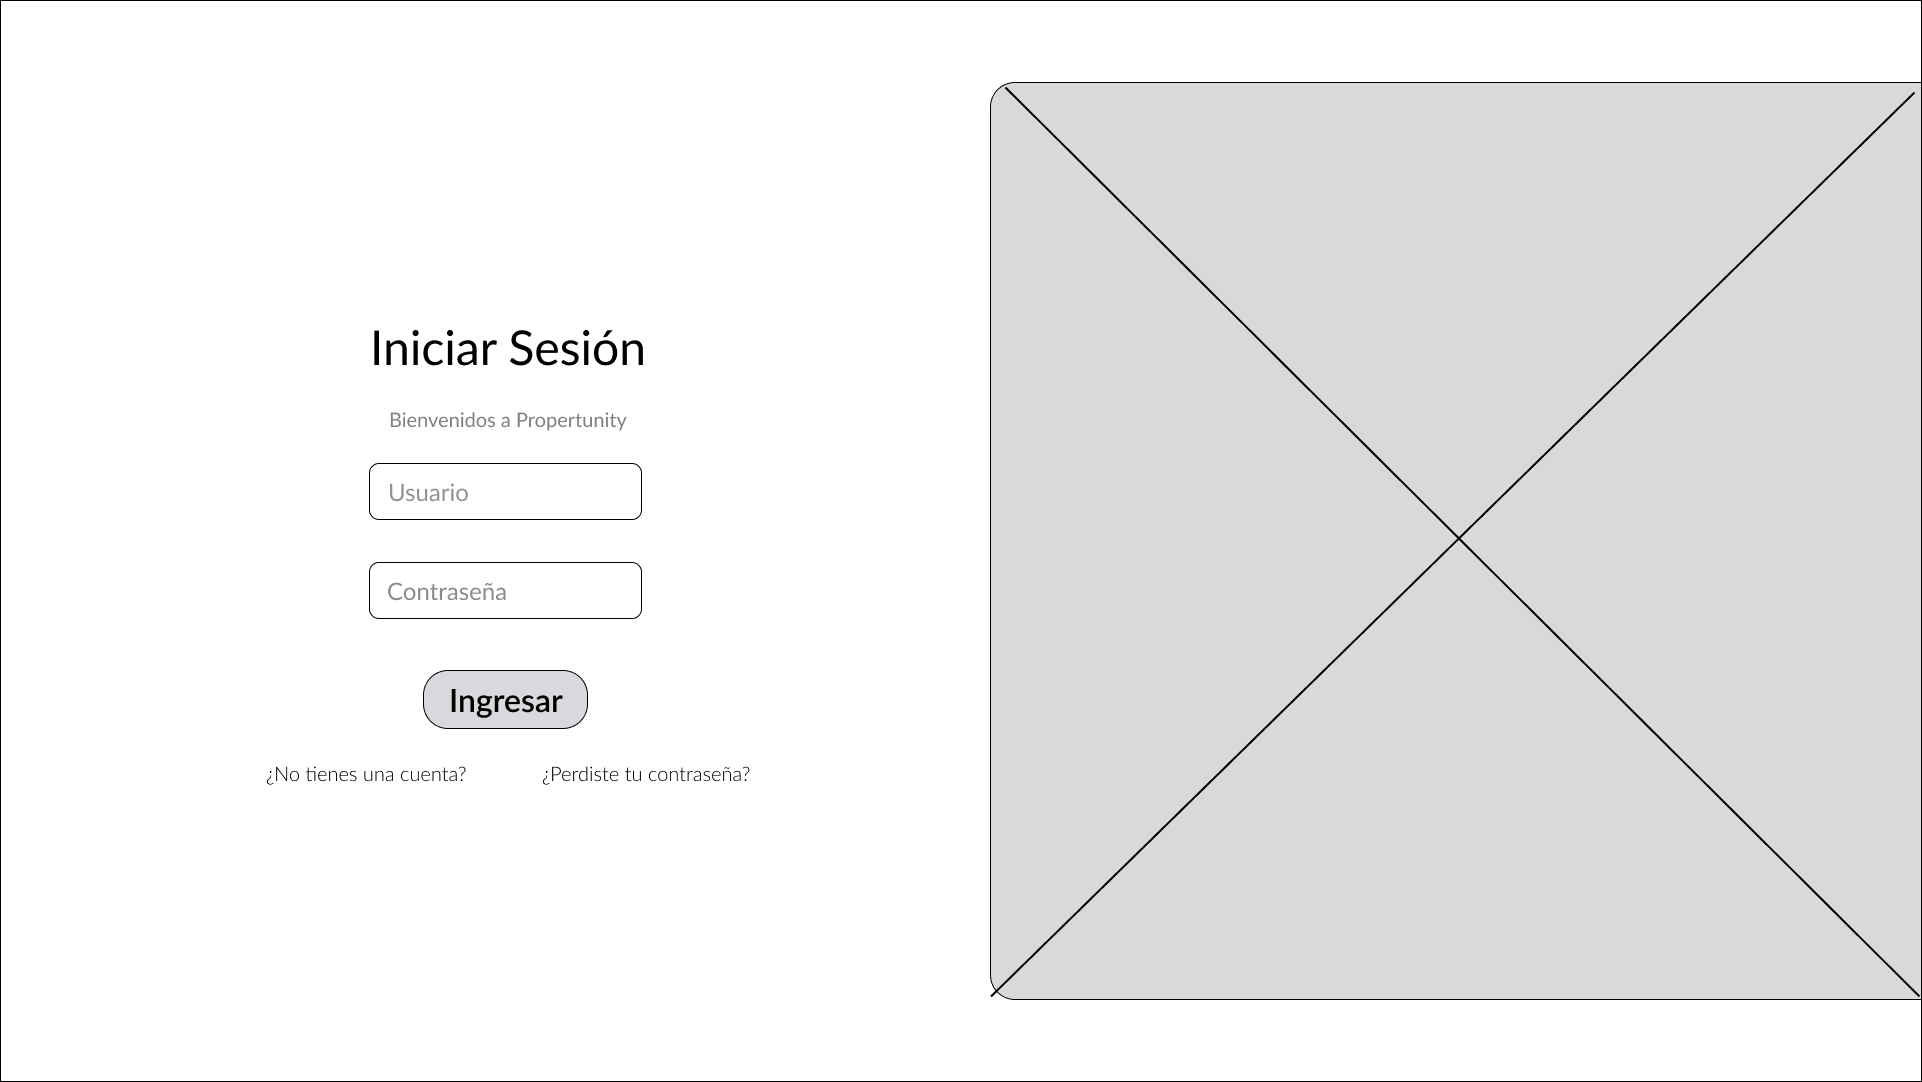 Iniciar Sesión
Bienvenidos a Propertunity
Usuario
Contraseña
Ingresar
¿No tienes una cuenta? ¿Perdiste tu contraseña?